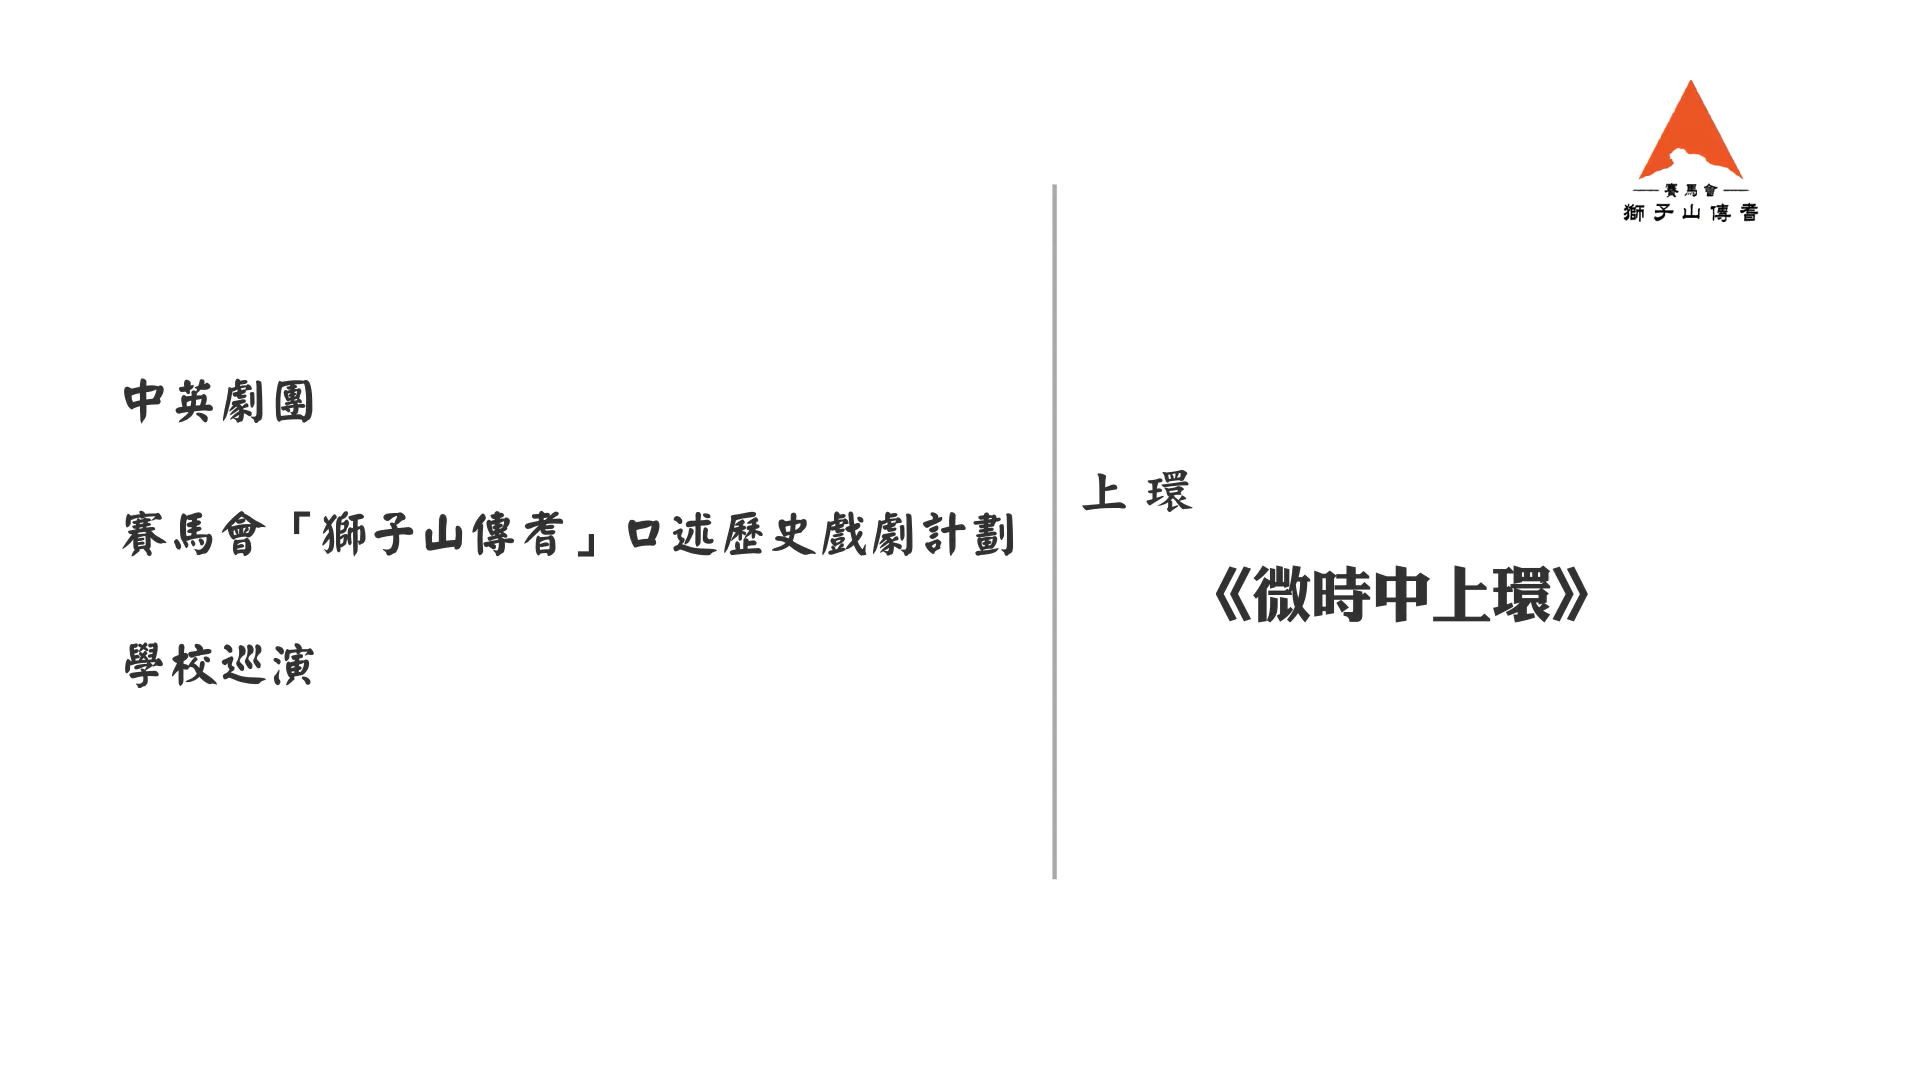 中英劇團
賽馬會「獅子山傳耆」口述歷史戲劇計劃
學校巡演
賽馬會
獅子山傳耆
上環
《微時中上環》